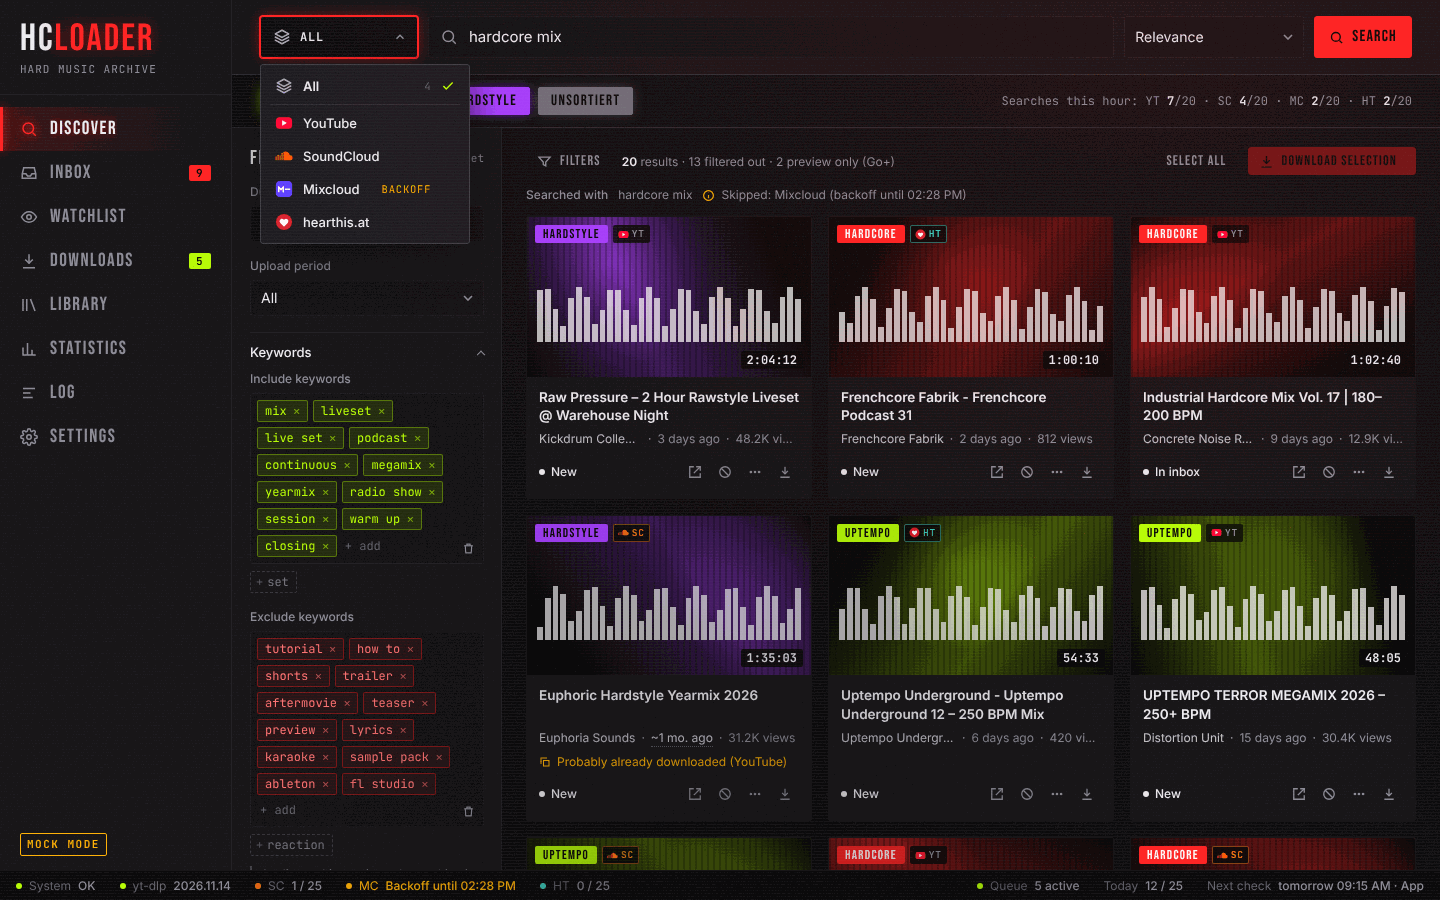 HCLOADER
HARD MUSIC ARCHIVE
DISCOVER
INBOX 9
WATCHLIST
DOWNLOADS 5
LIBRARY
STATISTICS
LOG
SETTINGS
MOCK MODE
ALL
hardcore mix
Relevance
SEARCH
All 4
YouTube
SoundCloud
Mixcloud BACKOFF
hearthis.at
RDSTYLE
UNSORTIERT
Searches this hour: YT 7/20 · SC 4/20 · MC 2/20 · HT 2/20
Upload period
All
Keywords
Include keywords
mix × liveset ×
live set × podcast ×
continuous × megamix ×
yearmix × radio show ×
session × warm up ×
closing × + add
+ set
Exclude keywords
tutorial × how to ×
shorts × trailer ×
aftermovie × teaser ×
preview × lyrics ×
karaoke × sample pack ×
ableton × fl studio ×
+ add
+ reaction
FILTERS
20 results · 13 filtered out · 2 preview only (Go+)
SELECT ALL
DOWNLOAD SELECTION
Searched with hardcore mix Skipped: Mixcloud (backoff until 02:28 PM)
HARDSTYLE YT
2:04:12
Raw Pressure – 2 Hour Rawstyle Liveset
@ Warehouse Night
Kickdrum Colle... · 3 days ago · 48.2K vi...
New
HARDCORE HT
1:00:10
Frenchcore Fabrik - Frenchcore
Podcast 31
Frenchcore Fabrik · 2 days ago · 812 views
New
HARDCORE YT
1:02:40
Industrial Hardcore Mix Vol. 17 | 180–
200 BPM
Concrete Noise R... · 9 days ago · 12.9K vi...
In inbox
HARDSTYLE SC
1:35:03
Euphoric Hardstyle Yearmix 2026
Euphoria Sounds · ~1 mo. ago · 31.2K views
Probably already downloaded (YouTube)
New
UPTEMPO HT
54:33
Uptempo Underground - Uptempo
Underground 12 – 250 BPM Mix
Uptempo Undergr... · 6 days ago · 420 vi...
New
UPTEMPO YT
48:05
UPTEMPO TERROR MEGAMIX 2026 –
250+ BPM
Distortion Unit · 15 days ago · 30.4K views
New
UPTEMPO SC
HARDCORE YT
HARDCORE SC
System OK
yt-dlp 2026.11.14
SC 1 / 25
MC Backoff until 02:28 PM
HT 0 / 25
Queue 5 active
Today 12 / 25
Next check tomorrow 09:15 AM · App